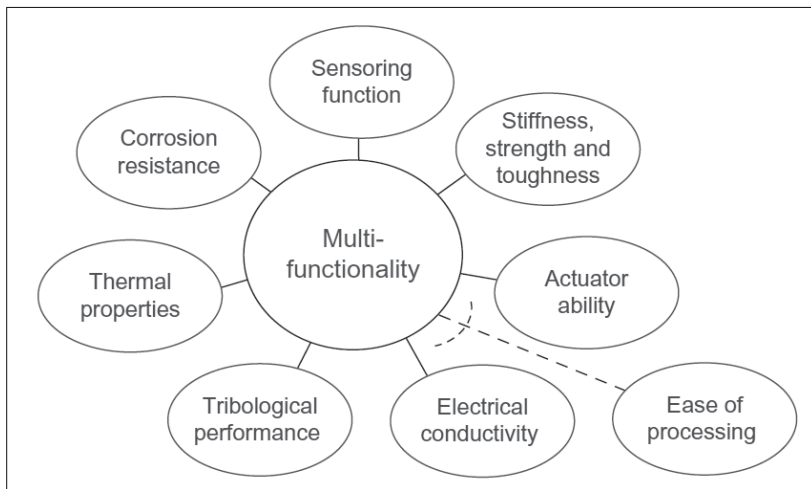 Sensoring
function
Corrosion
resistance
Stiffness,
strength and
toughness
Multi-
functionality
Thermal
properties
Actuator
ability
Tribological
performance
Electrical
conductivity
Ease of
processing